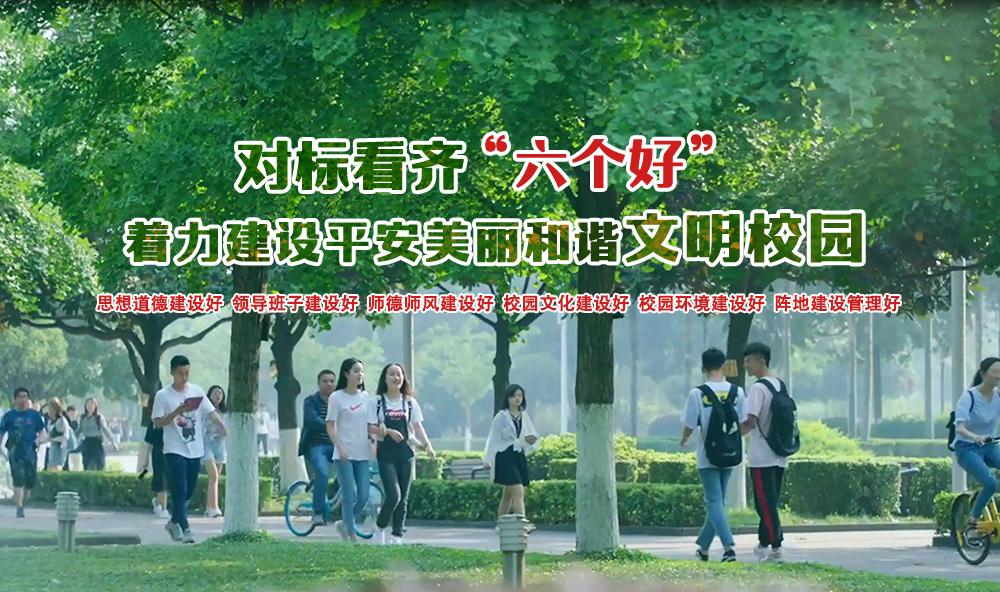 对标看齐“六个好”
着力建设平安美丽和谐文明校园
思想道德建设好 领导班子建设好 师德师风建设好 校园文化建设好 校园环境建设好 阵地建设管理好